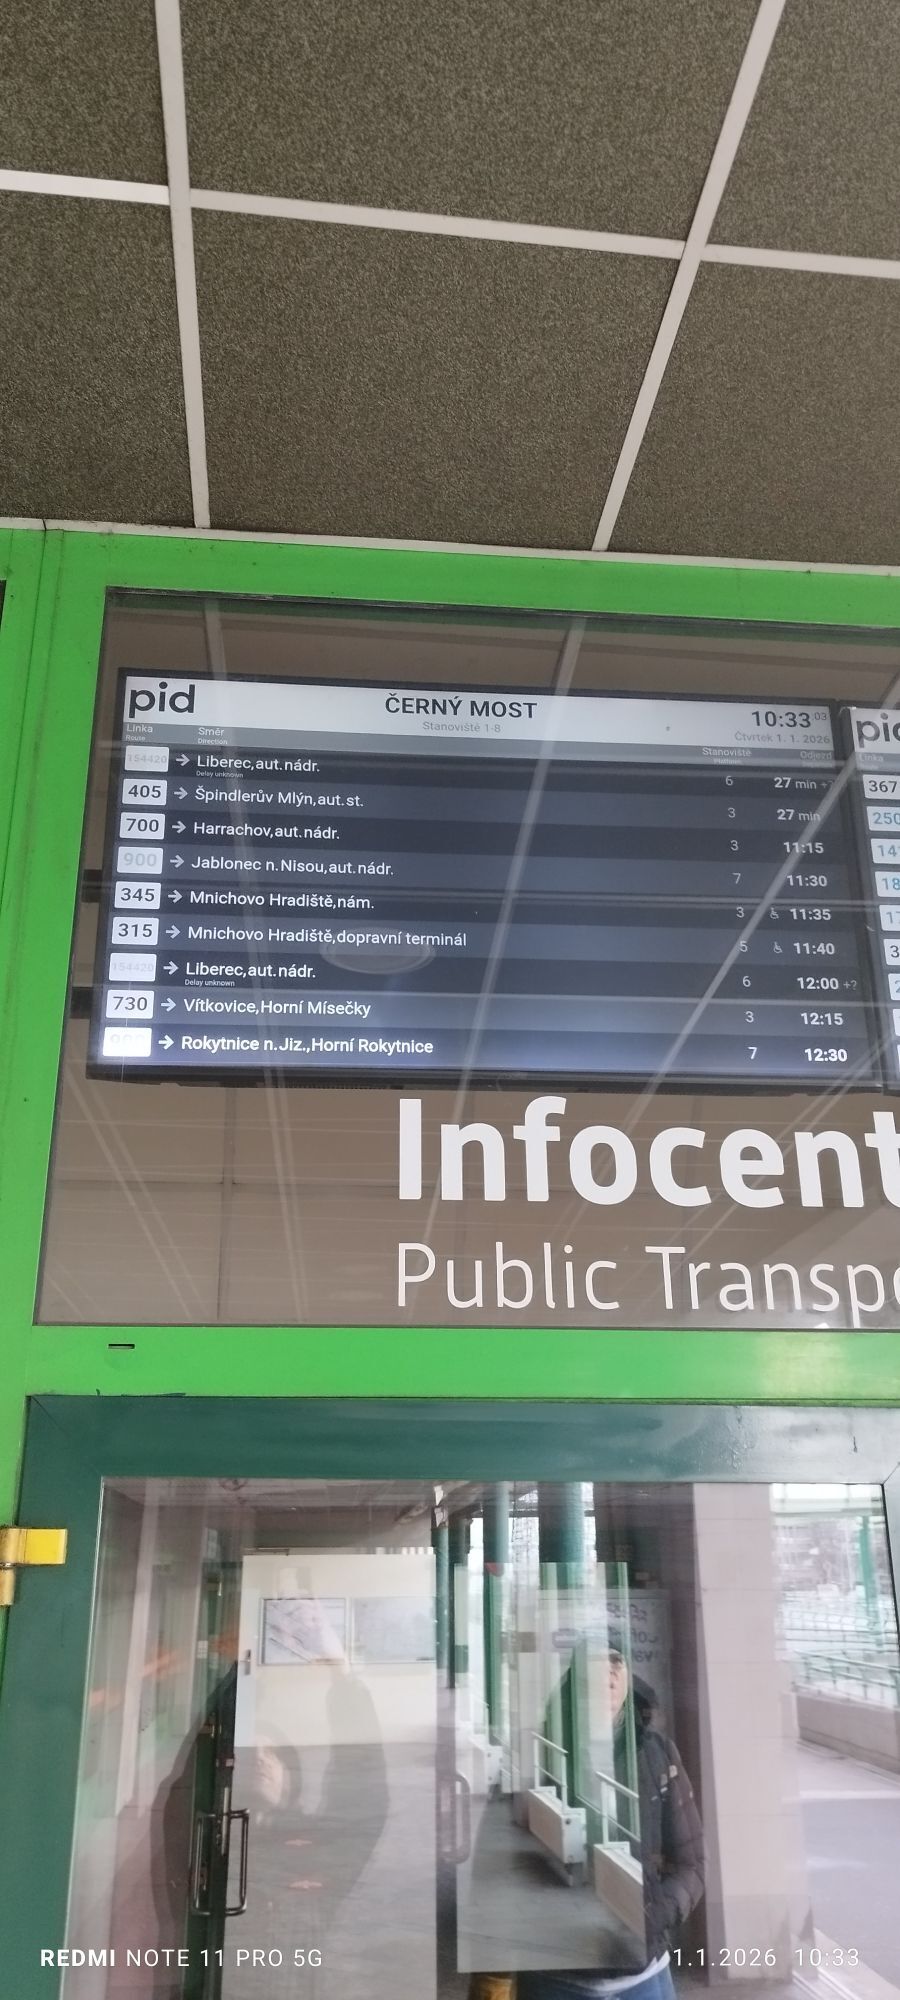 pid
ČERNÝ MOST
Stanoviště 1-8
10:33 03
Čtvrtek 1. 1. 2026
Linka Směr Stanoviště Odjezd
Route Direction Platform
154420 → Liberec,aut.nádr. 6 27 min +?
Delay unknown
405 → Špindlerův Mlýn,aut.st. 3 27 min
700 → Harrachov,aut.nádr. 3 11:15
900 → Jablonec n.Nisou,aut.nádr. 7 11:30
345 → Mnichovo Hradiště,nám. 3 11:35
315 → Mnichovo Hradiště,dopravní terminál 5 11:40
154420 → Liberec,aut.nádr. 6 12:00 +?
Delay unknown
730 → Vítkovice,Horní Mísečky 3 12:15
→ Rokytnice n.Jiz.,Horní Rokytnice 7 12:30
pid
Linka
367
250
Infocent
Public Transpo
REDMI NOTE 11 PRO 5G
1.1.2026 10:33